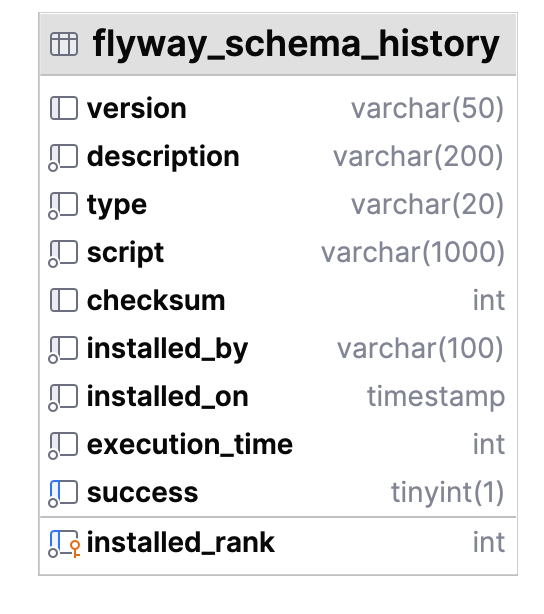 flyway_schema_history
version varchar(50)
description varchar(200)
type varchar(20)
script varchar(1000)
checksum int
installed_by varchar(100)
installed_on timestamp
execution_time int
success tinyint(1)
installed_rank int